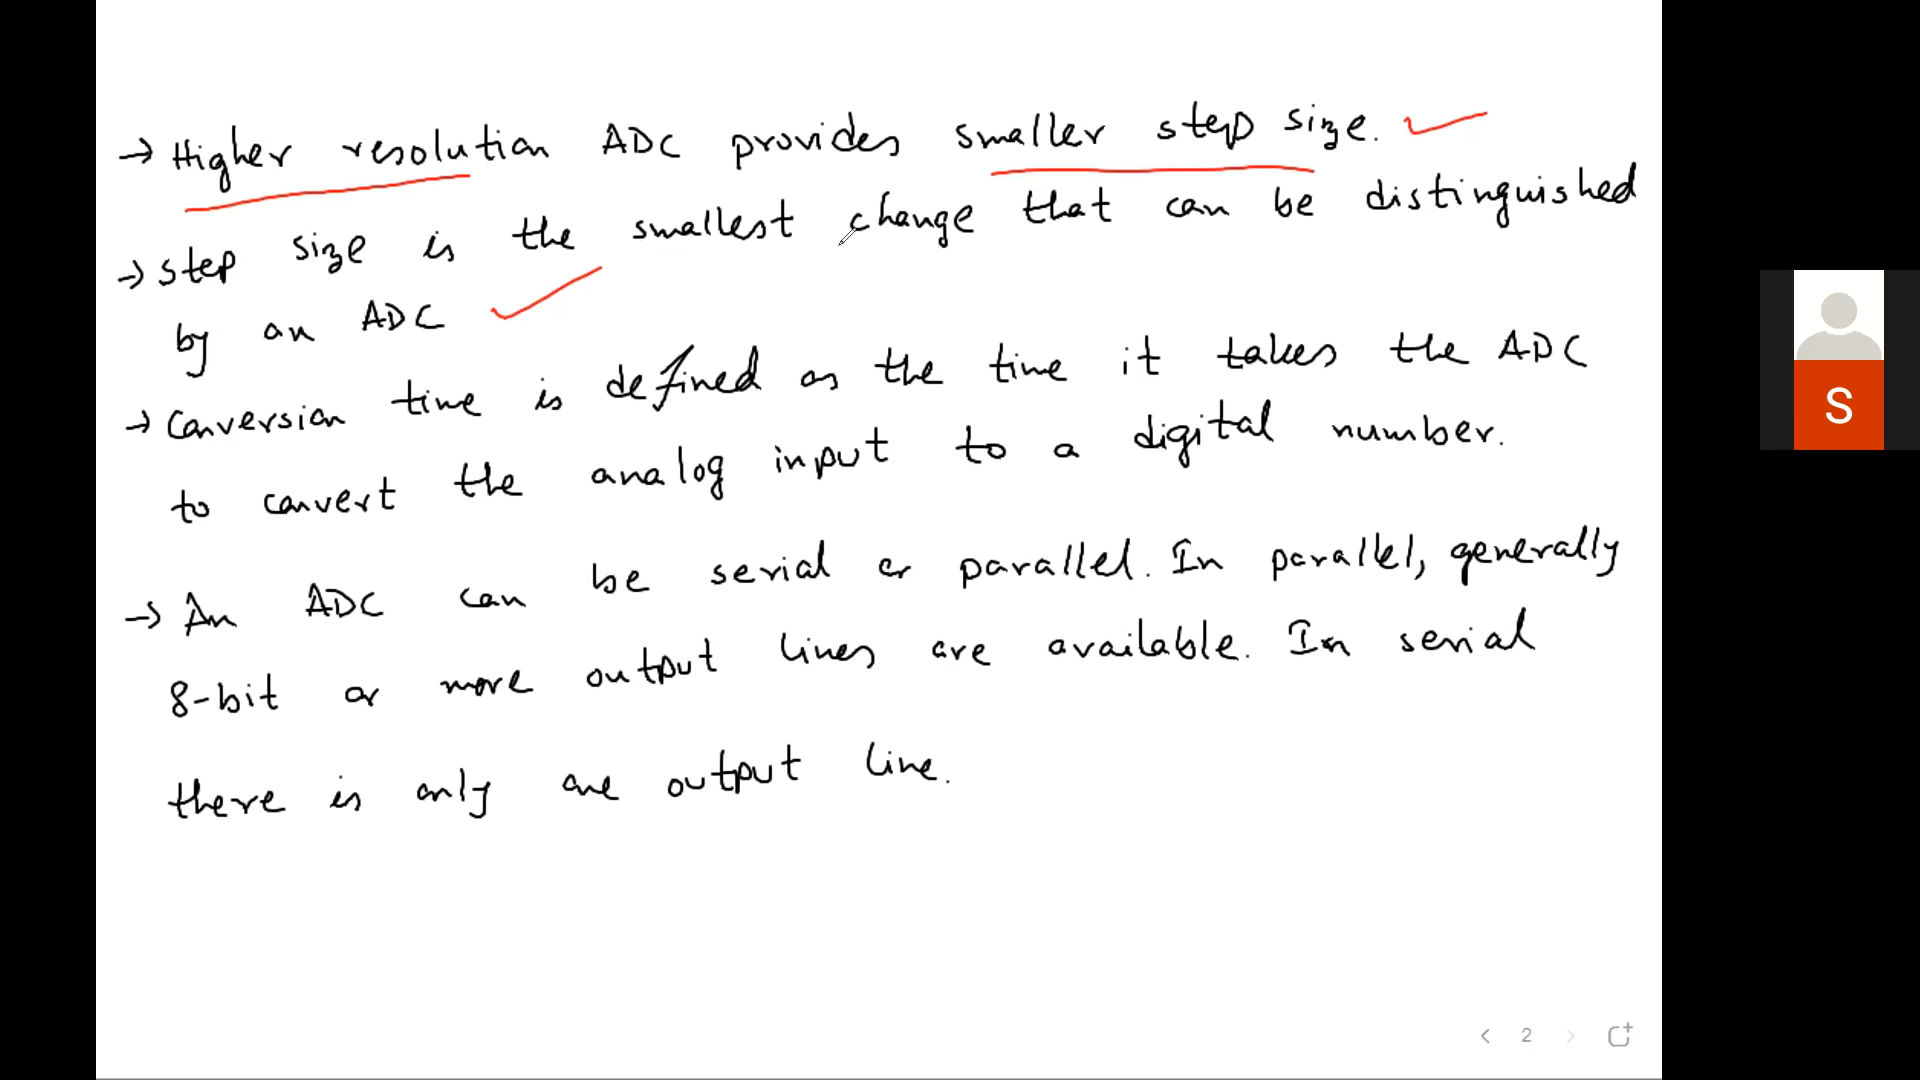 → Higher resolution ADC provides smaller step size.
→ step size is the smallest change that can be distinguished
by an ADC
→ Conversion time is defined as the time it takes the ADC
to convert the analog input to a digital number.
→ An ADC can be serial or parallel. In parallel, generally
8-bit or more output lines are available. In serial
there is only one output line.
S
2